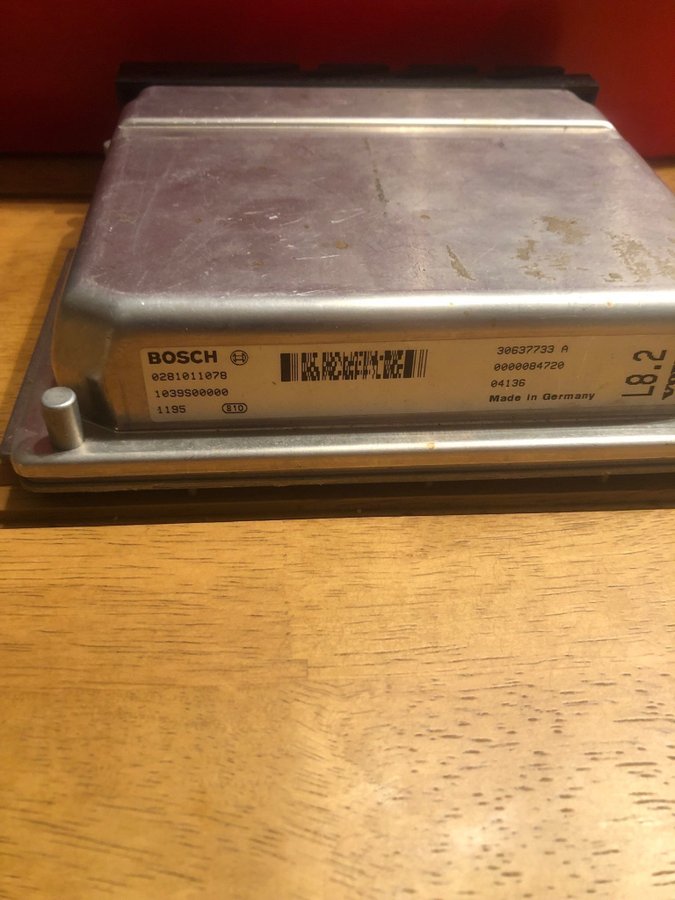 BOSCH
0281011078
1039S00000
1195 810
30637733 A
0000084720
04136
Made in Germany
L8.2